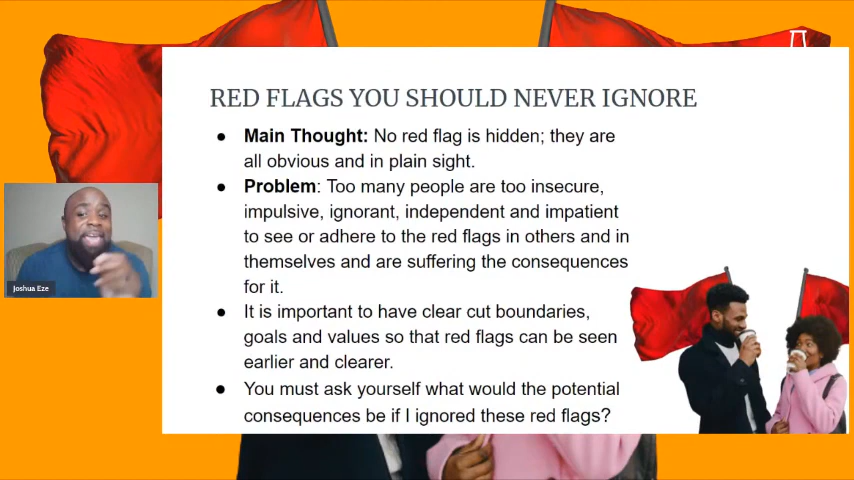 RED FLAGS YOU SHOULD NEVER IGNORE
● Main Thought: No red flag is hidden; they are
all obvious and in plain sight.
● Problem: Too many people are too insecure,
impulsive, ignorant, independent and impatient
to see or adhere to the red flags in others and in
themselves and are suffering the consequences
for it.
● It is important to have clear cut boundaries,
goals and values so that red flags can be seen
earlier and clearer.
● You must ask yourself what would the potential
consequences be if I ignored these red flags?
Joshua Eze